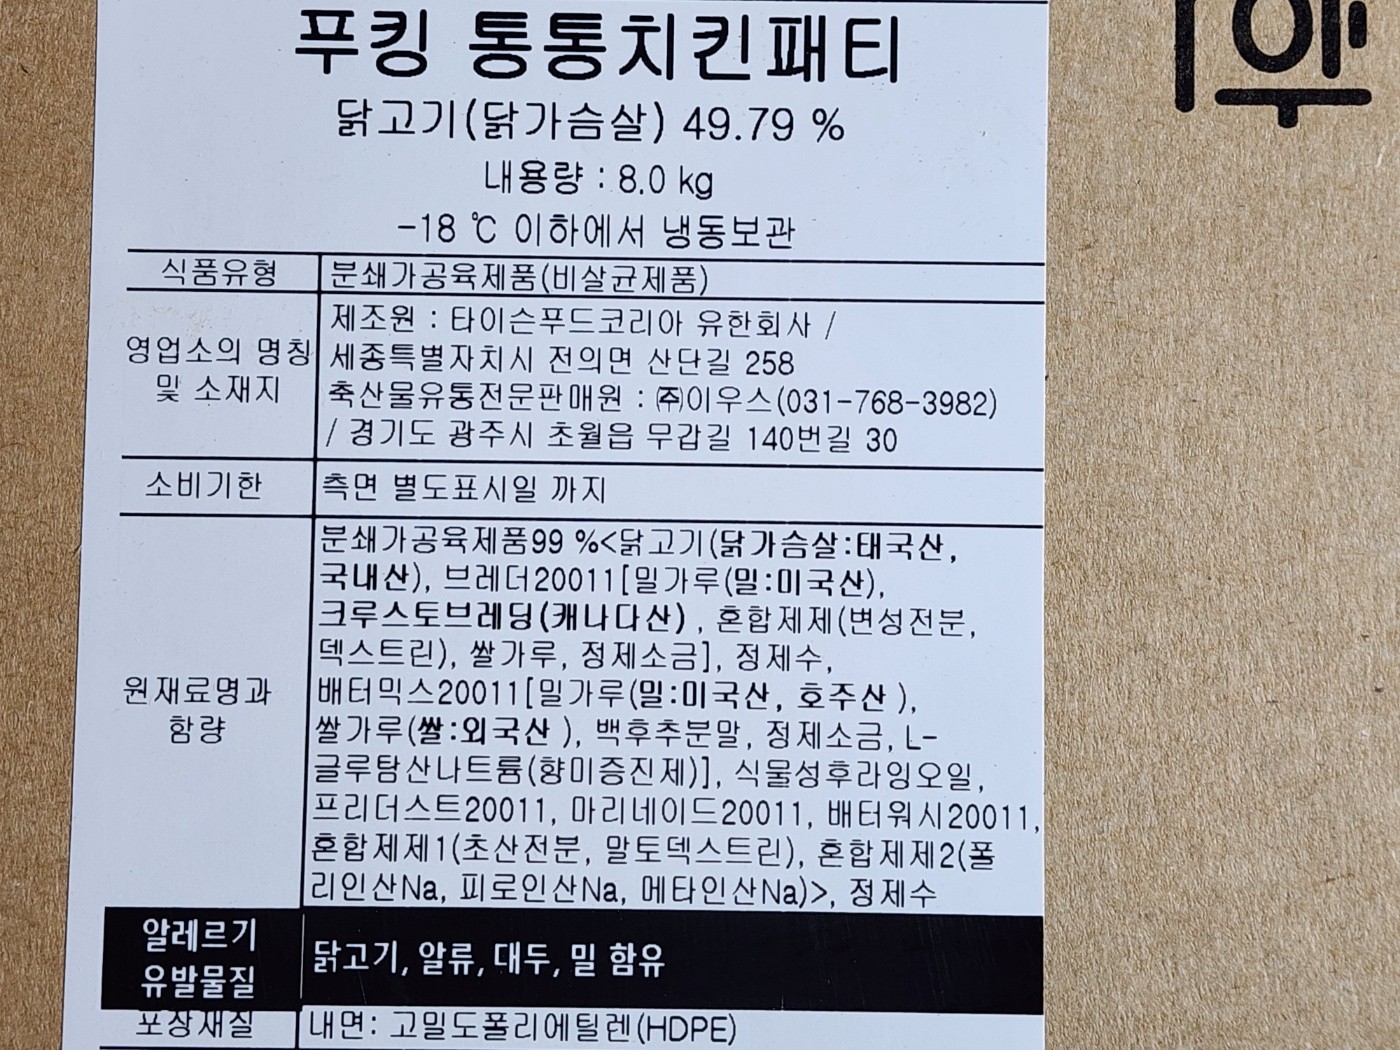 푸킹 통통치킨패티
닭고기(닭가슴살) 49.79 %
내용량 : 8.0 kg
-18 ℃ 이하에서 냉동보관
식품유형 분쇄가공육제품(비살균제품)
영업소의 명칭 및 소재지
제조원 : 타이슨푸드코리아 유한회사 /
세종특별자치시 전의면 산단길 258
축산물유통전문판매원 : ㈜이우스(031-768-3982)
/ 경기도 광주시 초월읍 무갑길 140번길 30
소비기한 측면 별도표시일 까지
원재료명과 함량
분쇄가공육제품99 %<닭고기(닭가슴살:태국산,
국내산), 브레더20011[밀가루(밀:미국산),
크루스토브레딩(캐나다산) , 혼합제제(변성전분,
덱스트린), 쌀가루, 정제소금], 정제수,
배터믹스20011[밀가루(밀:미국산, 호주산 ),
쌀가루(쌀:외국산 ), 백후추분말, 정제소금, L-
글루탐산나트륨(향미증진제)], 식물성후라잉오일,
프리더스트20011, 마리네이드20011, 배터워시20011,
혼합제제1(초산전분, 말토덱스트린), 혼합제제2(폴
리인산Na, 피로인산Na, 메타인산Na)>, 정제수
알레르기 유발물질
닭고기, 알류, 대두, 밀 함유
포장재질 내면: 고밀도폴리에틸렌(HDPE)